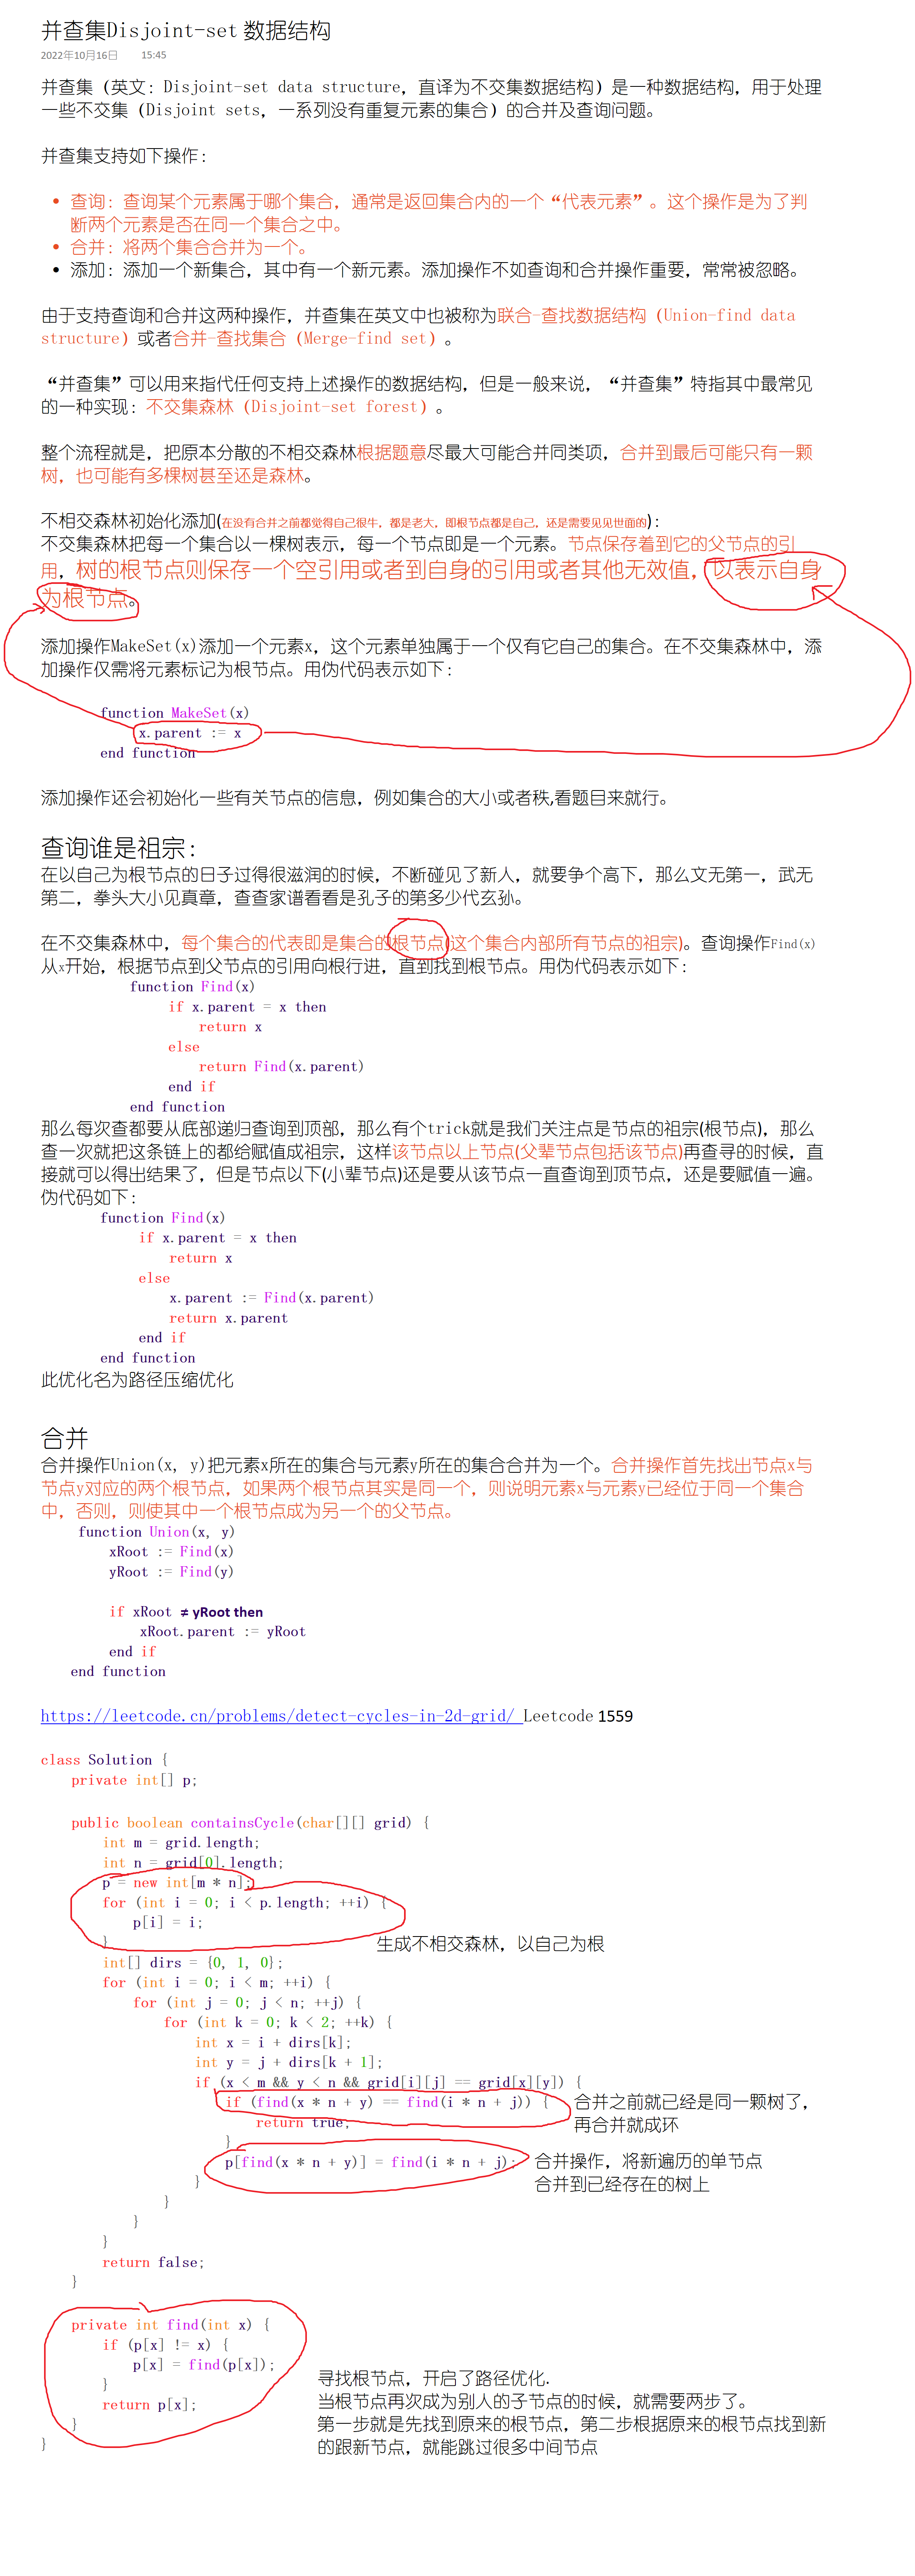 并查集Disjoint-set 数据结构
2022年10月16日 15:45
并查集（英文：Disjoint-set data structure，直译为不交集数据结构）是一种数据结构，用于处理
一些不交集（Disjoint sets，一系列没有重复元素的集合）的合并及查询问题。
并查集支持如下操作：
• 查询：查询某个元素属于哪个集合，通常是返回集合内的一个“代表元素”。这个操作是为了判
断两个元素是否在同一个集合之中。
• 合并：将两个集合合并为一个。
• 添加：添加一个新集合，其中有一个新元素。添加操作不如查询和合并操作重要，常常被忽略。
由于支持查询和合并这两种操作，并查集在英文中也被称为联合-查找数据结构（Union-find data
structure）或者合并-查找集合（Merge-find set）。
“并查集”可以用来指代任何支持上述操作的数据结构，但是一般来说，“并查集”特指其中最常见
的一种实现：不交集森林（Disjoint-set forest）。
整个流程就是，把原本分散的不相交森林根据题意尽最大可能合并同类项，合并到最后可能只有一颗
树，也可能有多棵树甚至还是森林。
不相交森林初始化添加(在没有合并之前都觉得自己很牛，都是老大，即根节点都是自己，还是需要见见世面的)：
不交集森林把每一个集合以一棵树表示，每一个节点即是一个元素。节点保存着到它的父节点的引
用，树的根节点则保存一个空引用或者到自身的引用或者其他无效值，以表示自身
为根节点。
添加操作MakeSet(x)添加一个元素x，这个元素单独属于一个仅有它自己的集合。在不交集森林中，添
加操作仅需将元素标记为根节点。用伪代码表示如下：
function MakeSet(x)
x.parent := x
end function
添加操作还会初始化一些有关节点的信息，例如集合的大小或者秩,看题目来就行。
查询谁是祖宗：
在以自己为根节点的日子过得很滋润的时候，不断碰见了新人，就要争个高下，那么文无第一，武无
第二，拳头大小见真章，查查家谱看看是孔子的第多少代玄孙。
在不交集森林中，每个集合的代表即是集合的根节点(这个集合内部所有节点的祖宗)。查询操作Find(x)
从x开始，根据节点到父节点的引用向根行进，直到找到根节点。用伪代码表示如下：
function Find(x)
if x.parent = x then
return x
else
return Find(x.parent)
end if
end function
那么每次查都要从底部递归查询到顶部，那么有个trick就是我们关注点是节点的祖宗(根节点)，那么
查一次就把这条链上的都给赋值成祖宗，这样该节点以上节点(父辈节点包括该节点)再查寻的时候，直
接就可以得出结果了，但是节点以下(小辈节点)还是要从该节点一直查询到顶节点，还是要赋值一遍。
伪代码如下：
function Find(x)
if x.parent = x then
return x
else
x.parent := Find(x.parent)
return x.parent
end if
end function
此优化名为路径压缩优化
合并
合并操作Union(x, y)把元素x所在的集合与元素y所在的集合合并为一个。合并操作首先找出节点x与
节点y对应的两个根节点，如果两个根节点其实是同一个，则说明元素x与元素y已经位于同一个集合
中，否则，则使其中一个根节点成为另一个的父节点。
function Union(x, y)
xRoot := Find(x)
yRoot := Find(y)
if xRoot ≠ yRoot then
xRoot.parent := yRoot
end if
end function
https://leetcode.cn/problems/detect-cycles-in-2d-grid/ Leetcode 1559
class Solution {
private int[] p;
public boolean containsCycle(char[][] grid) {
int m = grid.length;
int n = grid[0].length;
p = new int[m * n];
for (int i = 0; i < p.length; ++i) {
p[i] = i;
}
生成不相交森林，以自己为根
int[] dirs = {0, 1, 0};
for (int i = 0; i < m; ++i) {
for (int j = 0; j < n; ++j) {
for (int k = 0; k < 2; ++k) {
int x = i + dirs[k];
int y = j + dirs[k + 1];
if (x < m && y < n && grid[i][j] == grid[x][y]) {
if (find(x * n + y) == find(i * n + j)) {
合并之前就已经是同一颗树了，
return true;
再合并就成环
}
p[find(x * n + y)] = find(i * n + j);
合并操作，将新遍历的单节点
}
合并到已经存在的树上
}
}
}
return false;
}
private int find(int x) {
if (p[x] != x) {
p[x] = find(p[x]);
}
return p[x];
}
}
寻找根节点，开启了路径优化.
当根节点再次成为别人的子节点的时候，就需要两步了。
第一步就是先找到原来的根节点，第二步根据原来的根节点找到新
的跟新节点，就能跳过很多中间节点